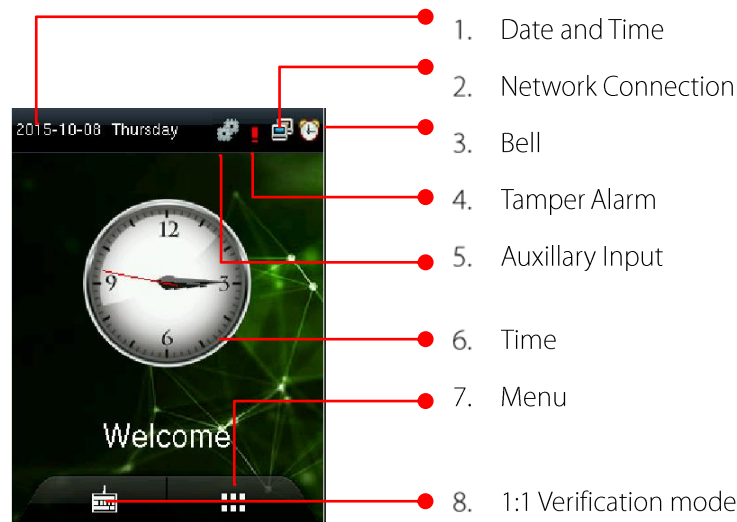 1. Date and Time
2. Network Connection
2015-10-08 Thursday
3. Bell
4. Tamper Alarm
12
5. Auxillary Input
9
3
6
6. Time
7. Menu
Welcome
8. 1:1 Verification mode